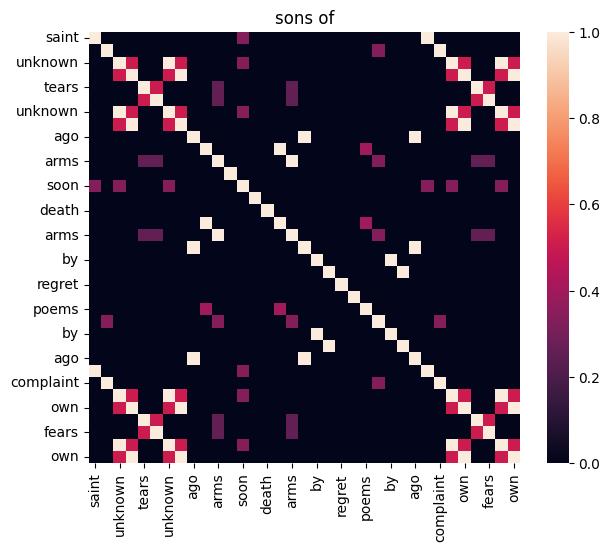 sons of
saint
unknown
tears
unknown
ago
arms
soon
death
arms
by
regret
poems
by
ago
complaint
own
fears
own
1.0
0.8
0.6
0.4
0.2
0.0
saint unknown tears unknown ago arms soon death arms by regret poems by ago complaint own fears own